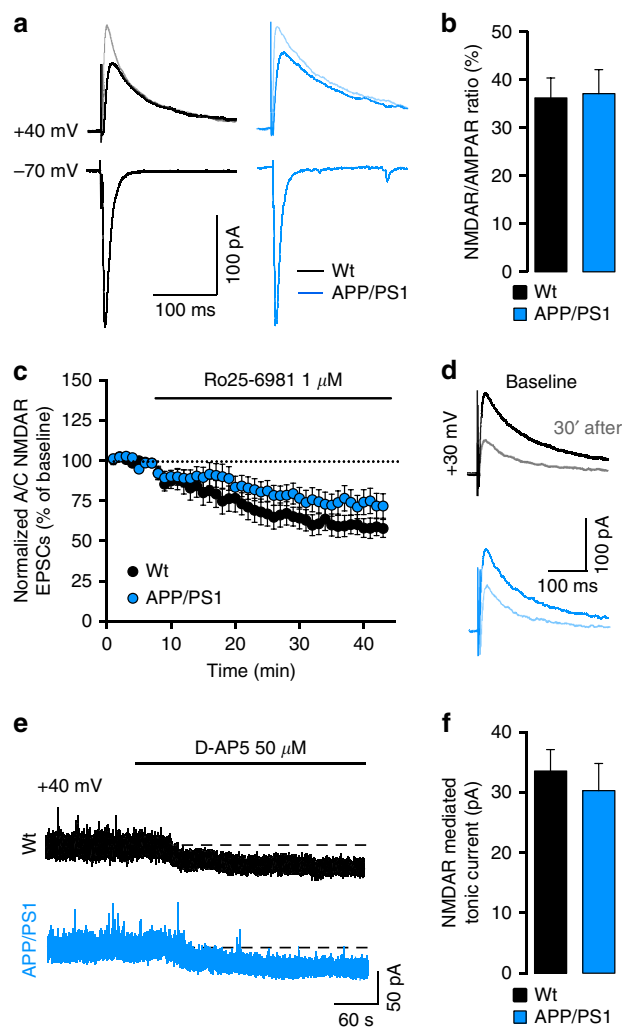 a
+40 mV
−70 mV
100 pA
100 ms
Wt
APP/PS1
b
NMDAR/AMPAR ratio (%)
50
40
30
20
10
0
Wt
APP/PS1
c
Ro25-6981 1 μM
Normalized A/C NMDAR
EPSCs (% of baseline)
150
125
100
75
50
25
0
Wt
APP/PS1
0
10
20
30
40
Time (min)
d
Baseline
30′ after
+30 mV
100 pA
100 ms
e
D-AP5 50 μM
+40 mV
Wt
APP/PS1
50 pA
60 s
f
NMDAR mediated
tonic current (pA)
40
30
20
10
0
Wt
APP/PS1